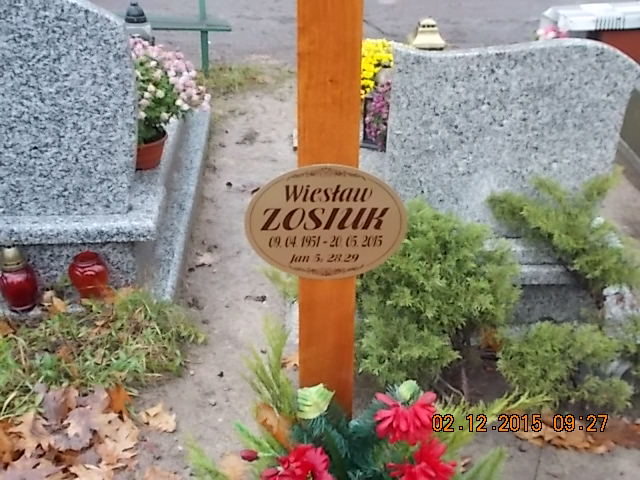 Wiesław
ZOSIUK
09. 04. 1951 - 20. 05. 2015
Jan 5, 28.29
02.12.2015 09:27